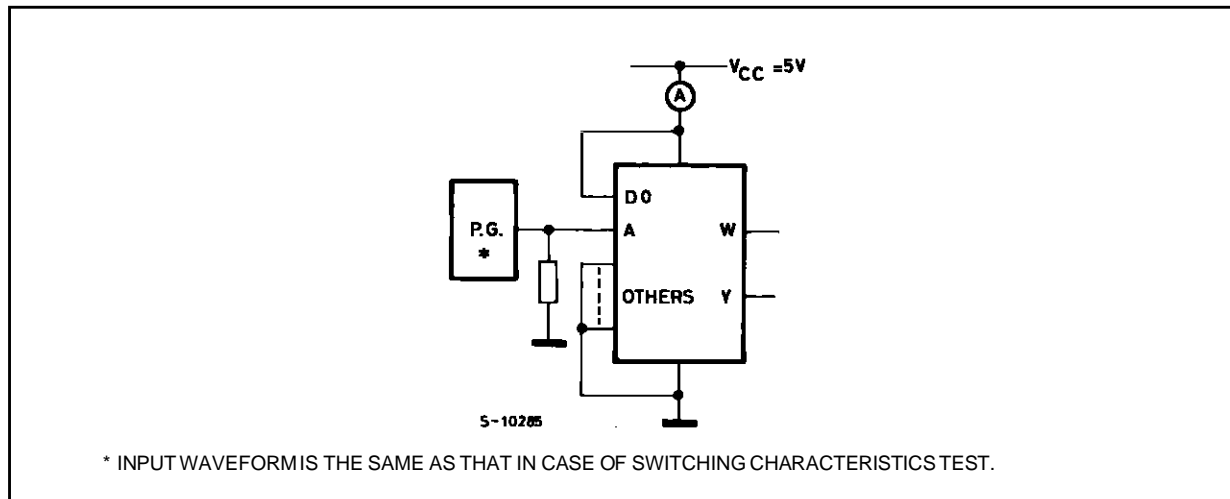 VCC =5V
A
D0
P.G.
*
A
W
OTHERS
Y
S-10285
* INPUT WAVEFORM IS THE SAME AS THAT IN CASE OF SWITCHING CHARACTERISTICS TEST.